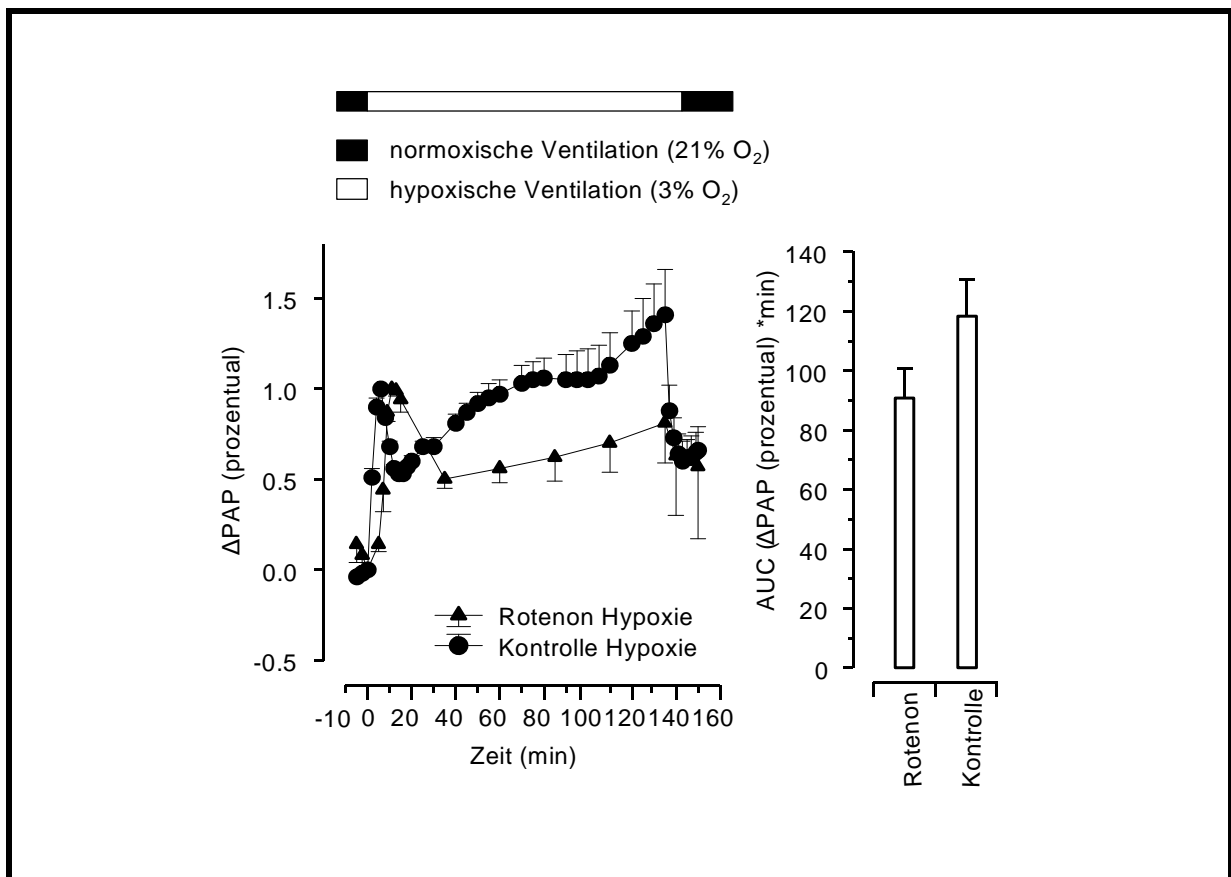 normoxische Ventilation (21% O₂)
hypoxische Ventilation (3% O₂)
ΔPAP (prozentual)
1.5
1.0
0.5
0.0
-0.5
Rotenon Hypoxie
Kontrolle Hypoxie
-10 0 20 40 60 80 100 120 140 160
Zeit (min)
AUC (ΔPAP (prozentual) *min)
140
120
100
80
60
40
20
0
Rotenon
Kontrolle